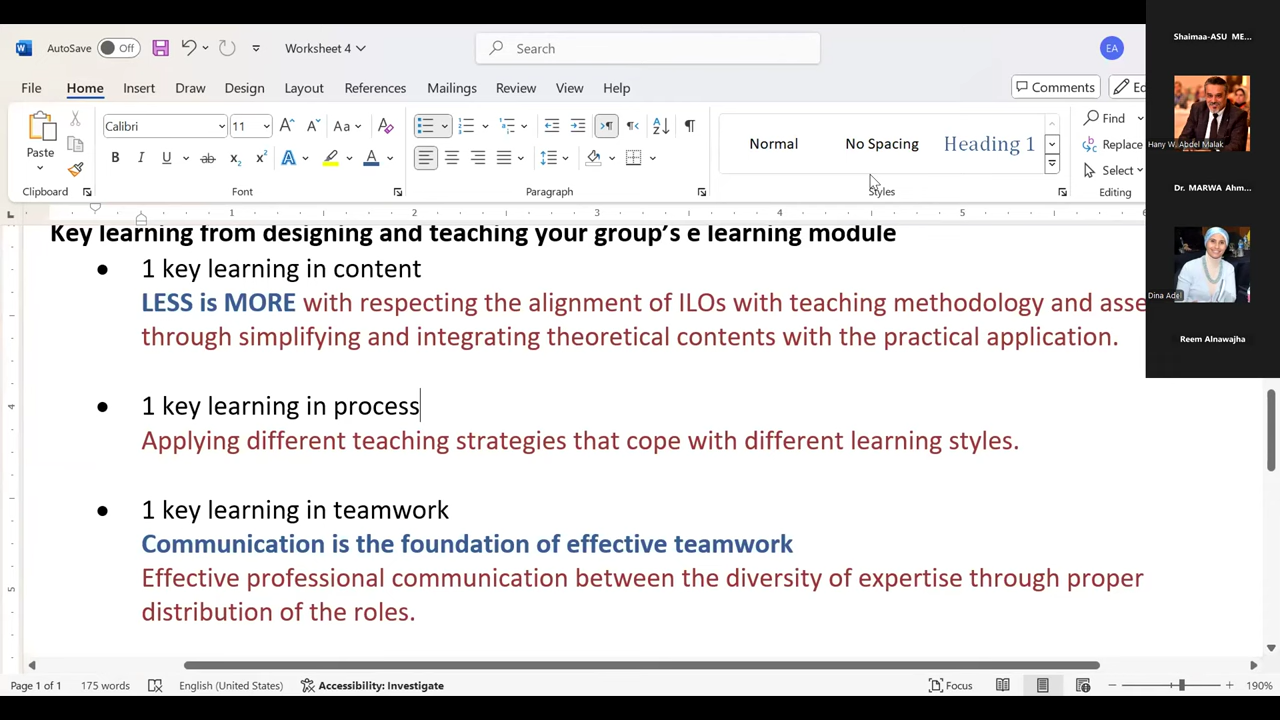 AutoSave Off Worksheet 4 Search EA
Shaimaa-ASU ME...
File Home Insert Draw Design Layout References Mailings Review View Help Comments
Calibri 11 Aa
Paste
Normal No Spacing Heading 1
Find
Replace
Select
Clipboard Font Paragraph Styles Editing
Hany W. Abdel Malak
Dr. MARWA Ahm...
Dina Adel
Reem Alnawajha
1 2 3 4 5
Key learning from designing and teaching your group's e learning module
1 key learning in content
LESS is MORE with respecting the alignment of ILOs with teaching methodology and asse
through simplifying and integrating theoretical contents with the practical application.
1 key learning in process
Applying different teaching strategies that cope with different learning styles.
1 key learning in teamwork
Communication is the foundation of effective teamwork
Effective professional communication between the diversity of expertise through proper
distribution of the roles.
Page 1 of 1 175 words English (United States) Accessibility: Investigate Focus 190%